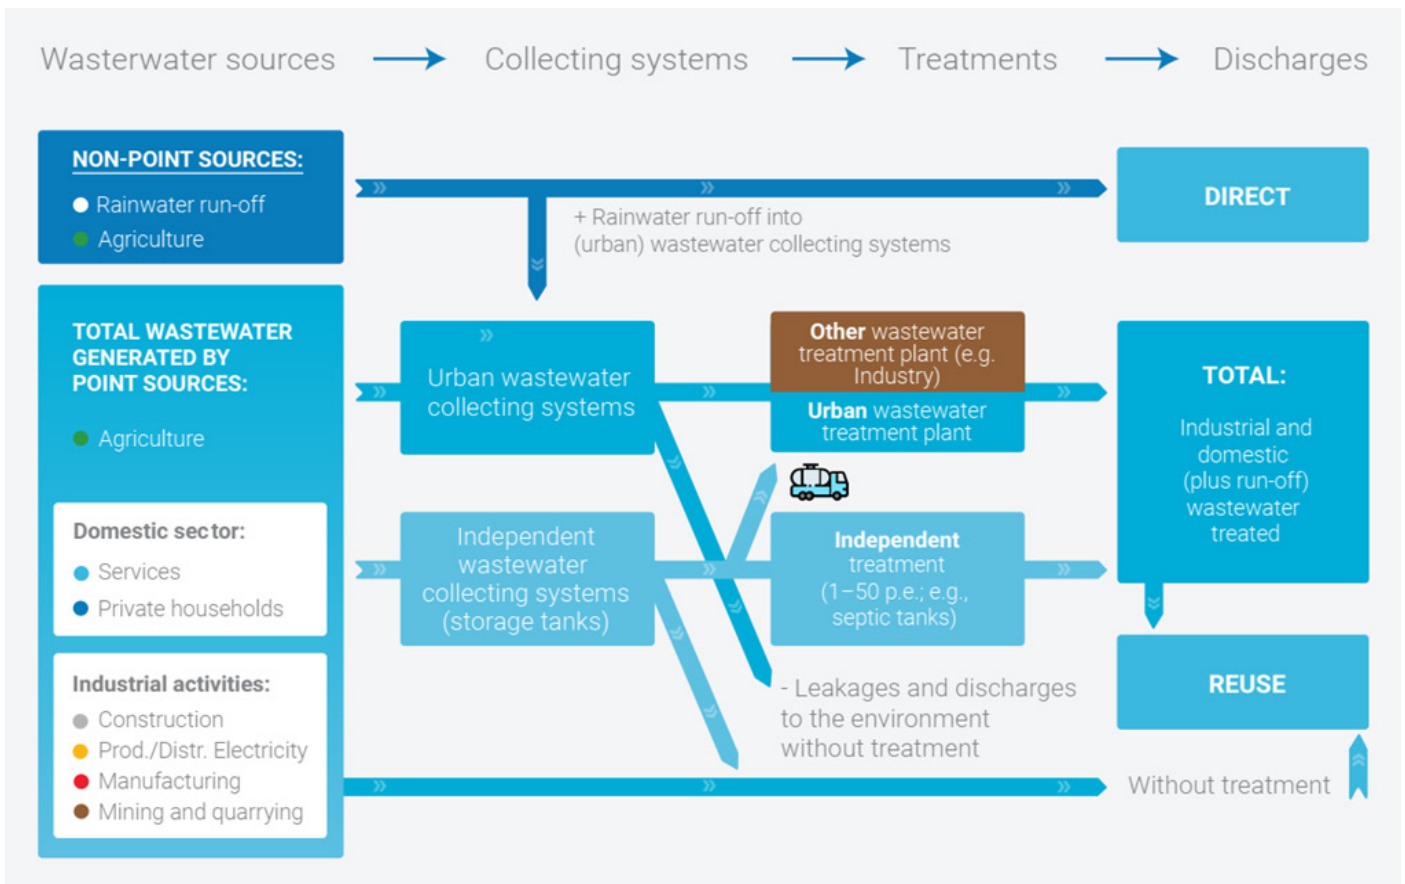 Wasterwater sources
Collecting systems
Treatments
Discharges
NON-POINT SOURCES:
Rainwater run-off
Agriculture
+ Rainwater run-off into
(urban) wastewater collecting systems
DIRECT
TOTAL WASTEWATER
GENERATED BY
POINT SOURCES:
Agriculture
Domestic sector:
Services
Private households
Industrial activities:
Construction
Prod./Distr. Electricity
Manufacturing
Mining and quarrying
Urban wastewater
collecting systems
Independent
wastewater
collecting systems
(storage tanks)
Other wastewater
treatment plant (e.g.
Industry)
Urban wastewater
treatment plant
Independent
treatment
(1–50 p.e.; e.g.,
septic tanks)
- Leakages and discharges
to the environment
without treatment
TOTAL:
Industrial and
domestic
(plus run-off)
wastewater
treated
REUSE
Without treatment